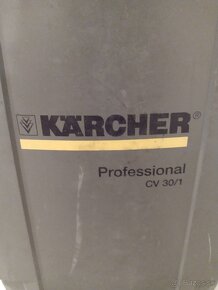 KÄRCHER®
Professional
CV 30/1